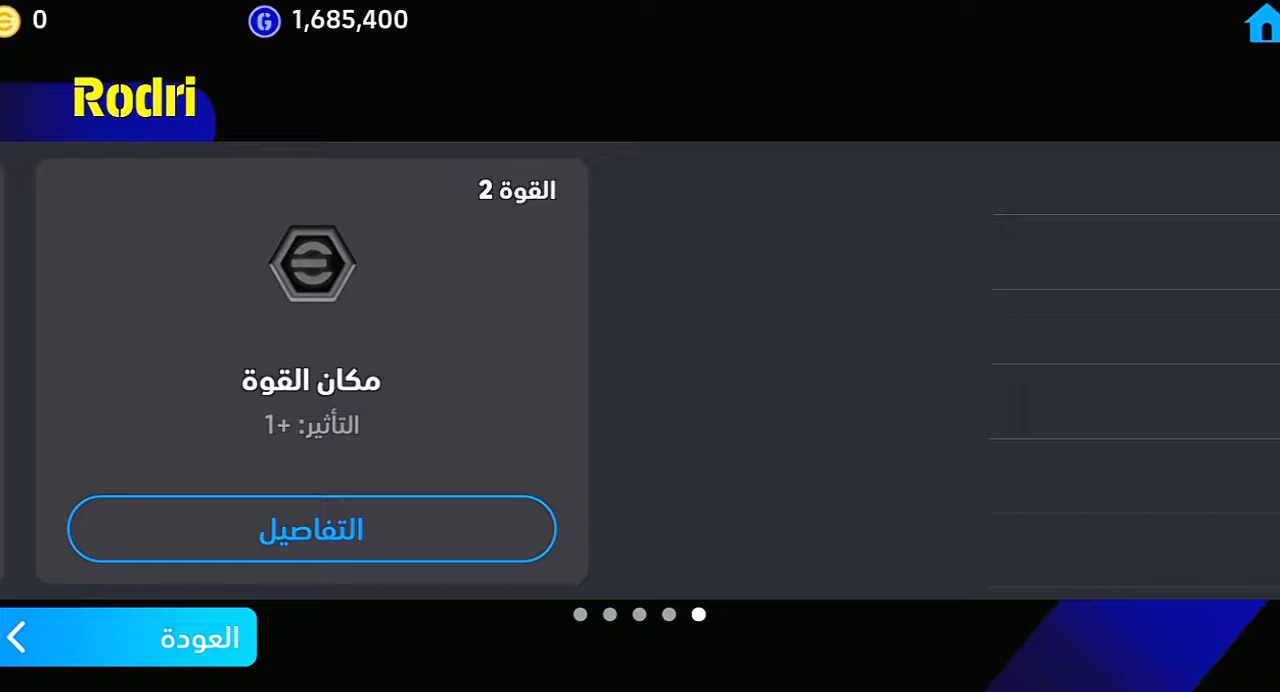 0
1,685,400
Rodri
القوة 2
مكان القوة
التأثير: +1
التفاصيل
العودة